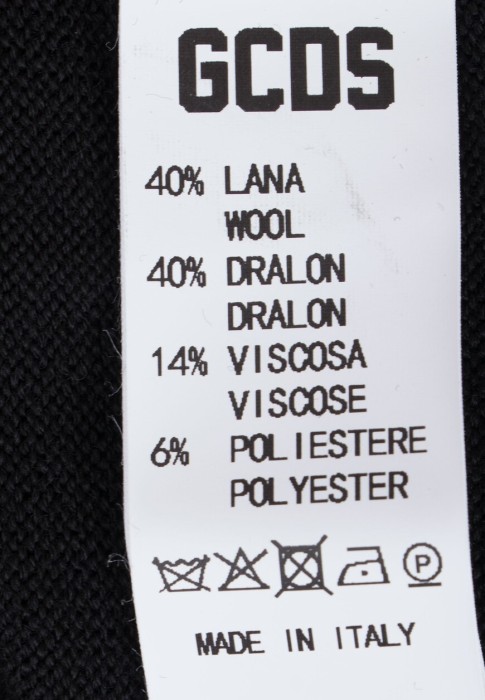 GCDS
40% LANA
WOOL
40% DRALON
DRALON
14% VISCOSA
VISCOSE
6% POLIESTERE
POLYESTER
P
MADE IN ITALY